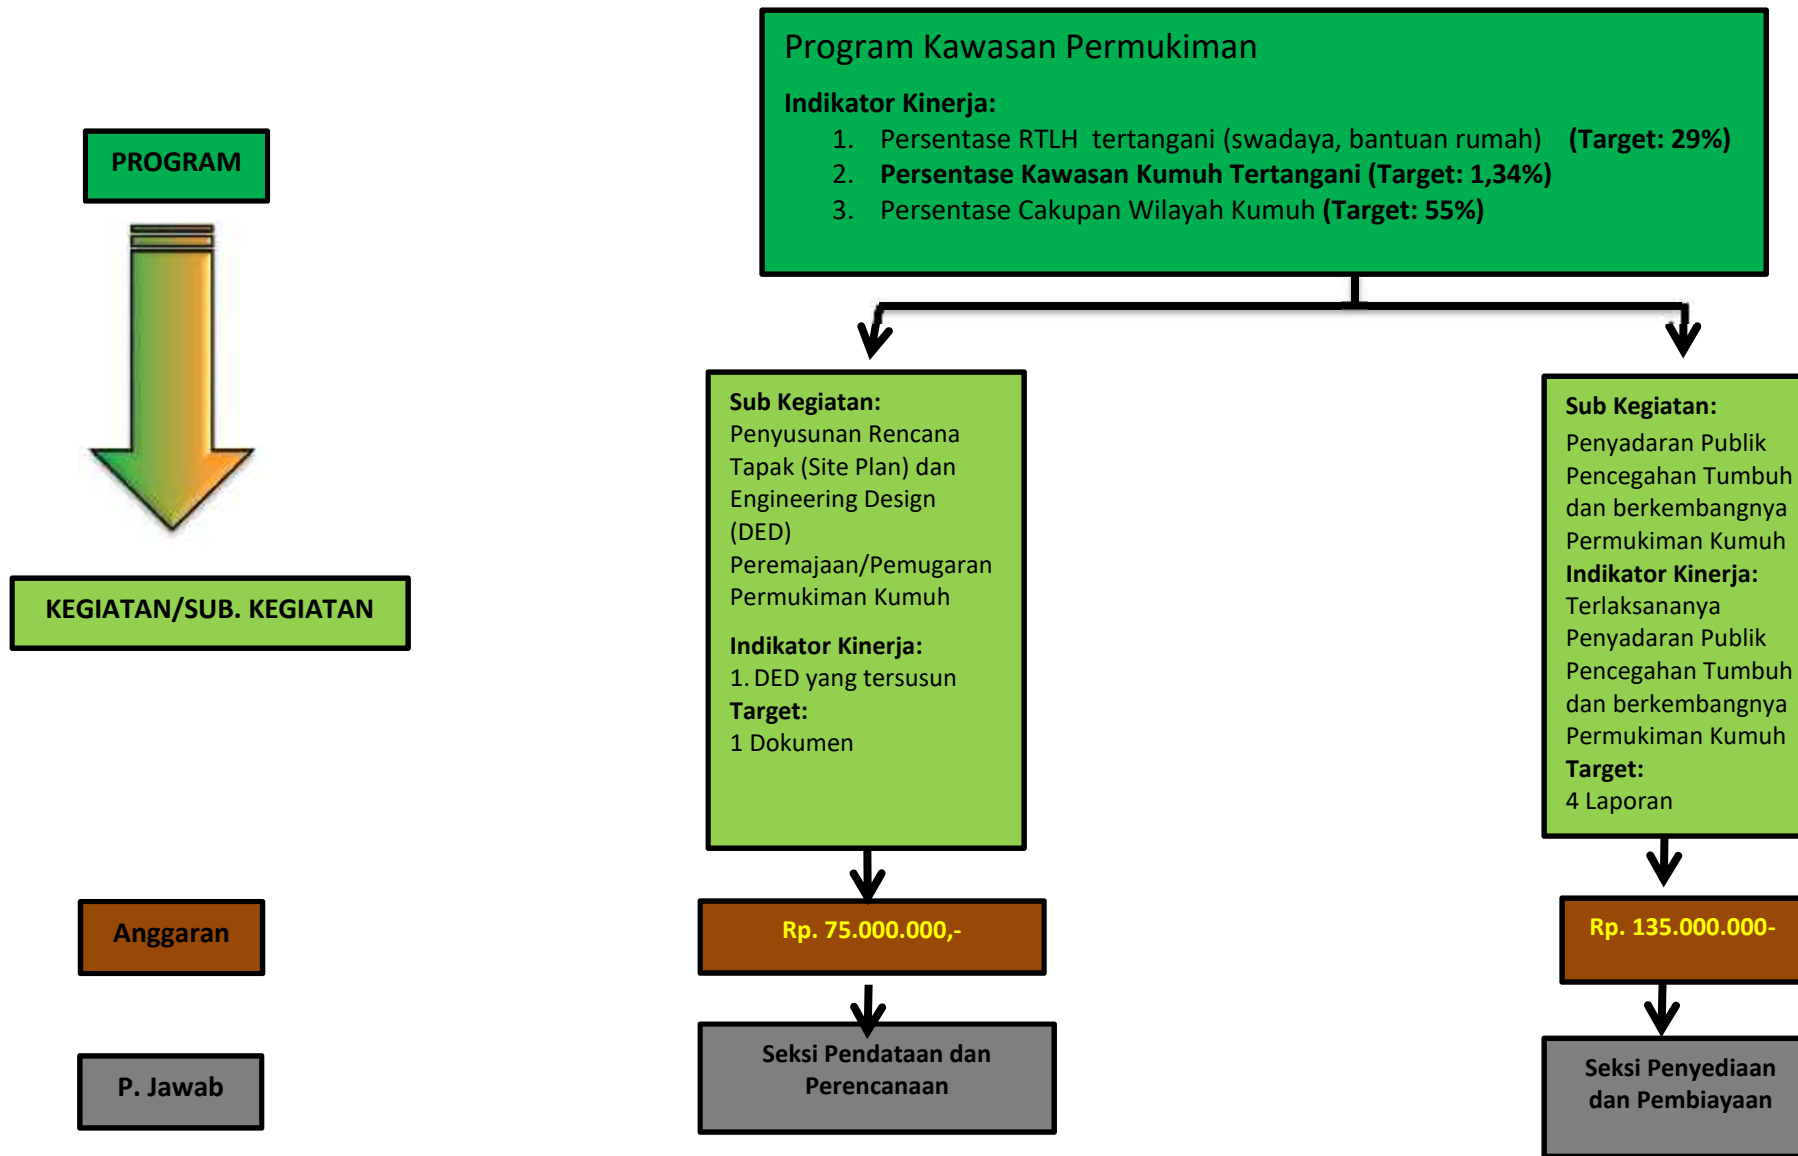 Program Kawasan Permukiman
Indikator Kinerja:
1. Persentase RTLH tertangani (swadaya, bantuan rumah) (Target: 29%)
2. Persentase Kawasan Kumuh Tertangani (Target: 1,34%)
3. Persentase Cakupan Wilayah Kumuh (Target: 55%)
PROGRAM
KEGIATAN/SUB. KEGIATAN
Sub Kegiatan:
Penyusunan Rencana
Tapak (Site Plan) dan
Engineering Design
(DED)
Peremajaan/Pemugaran
Permukiman Kumuh
Indikator Kinerja:
1. DED yang tersusun
Target:
1 Dokumen
Sub Kegiatan:
Penyadaran Publik
Pencegahan Tumbuh
dan berkembangnya
Permukiman Kumuh
Indikator Kinerja:
Terlaksananya
Penyadaran Publik
Pencegahan Tumbuh
dan berkembangnya
Permukiman Kumuh
Target:
4 Laporan
Anggaran
Rp. 75.000.000,-
Rp. 135.000.000-
P. Jawab
Seksi Pendataan dan
Perencanaan
Seksi Penyediaan
dan Pembiayaan